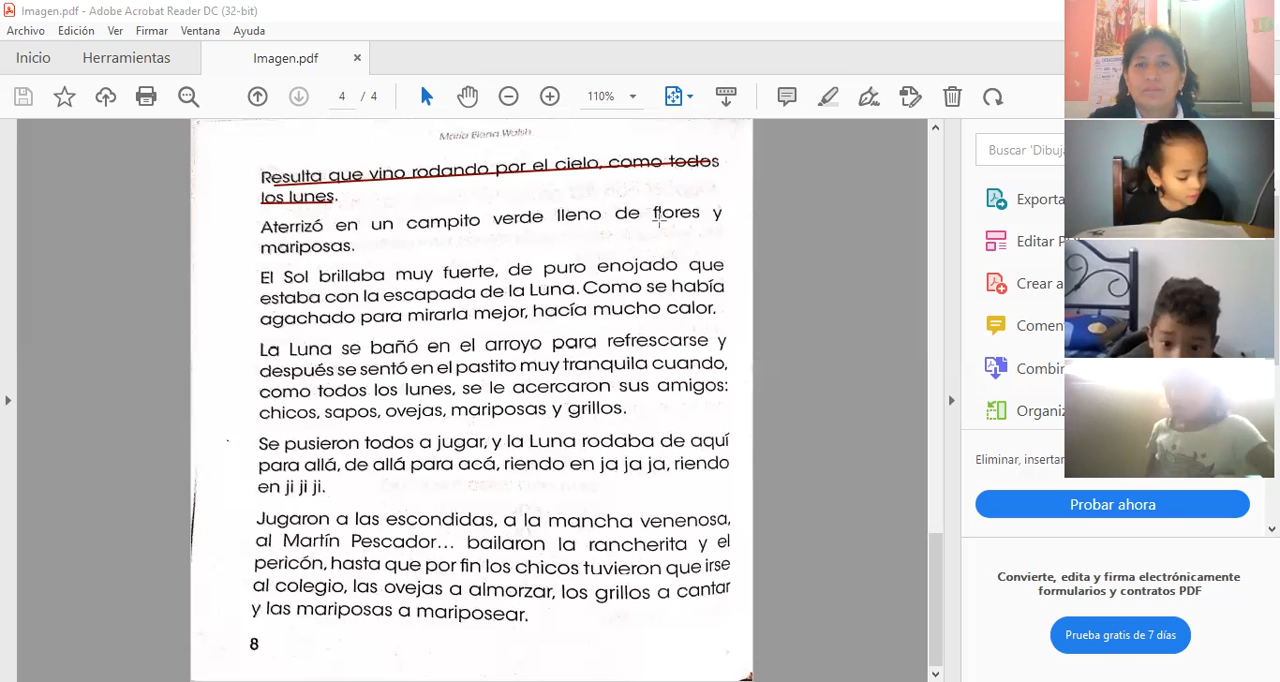 Imagen.pdf - Adobe Acrobat Reader DC (32-bit)
Archivo Edición Ver Firmar Ventana Ayuda
Inicio Herramientas Imagen.pdf ×
4 / 4 110%
María Elena Walsh
Resulta que vino rodando por el cielo, como todos
los lunes.
Aterrizó en un campito verde lleno de flores y
mariposas.
El Sol brillaba muy fuerte, de puro enojado que
estaba con la escapada de la Luna. Como se había
agachado para mirarla mejor, hacía mucho calor.
La Luna se bañó en el arroyo para refrescarse y
después se sentó en el pastito muy tranquila cuando,
como todos los lunes, se le acercaron sus amigos:
chicos, sapos, ovejas, mariposas y grillos.
Se pusieron todos a jugar, y la Luna rodaba de aquí
para allá, de allá para acá, riendo en ja ja ja, riendo
en ji ji ji.
Jugaron a las escondidas, a la mancha venenosa,
al Martín Pescador... bailaron la rancherita y el
pericón, hasta que por fin los chicos tuvieron que irse
al colegio, las ovejas a almorzar, los grillos a cantar
y las mariposas a mariposear.
8
Buscar 'Dibuj
Exporta
Editar P
Crear a
Comen
Combin
Organiz
Eliminar, insertar
Probar ahora
Convierte, edita y firma electrónicamente
formularios y contratos PDF
Prueba gratis de 7 días